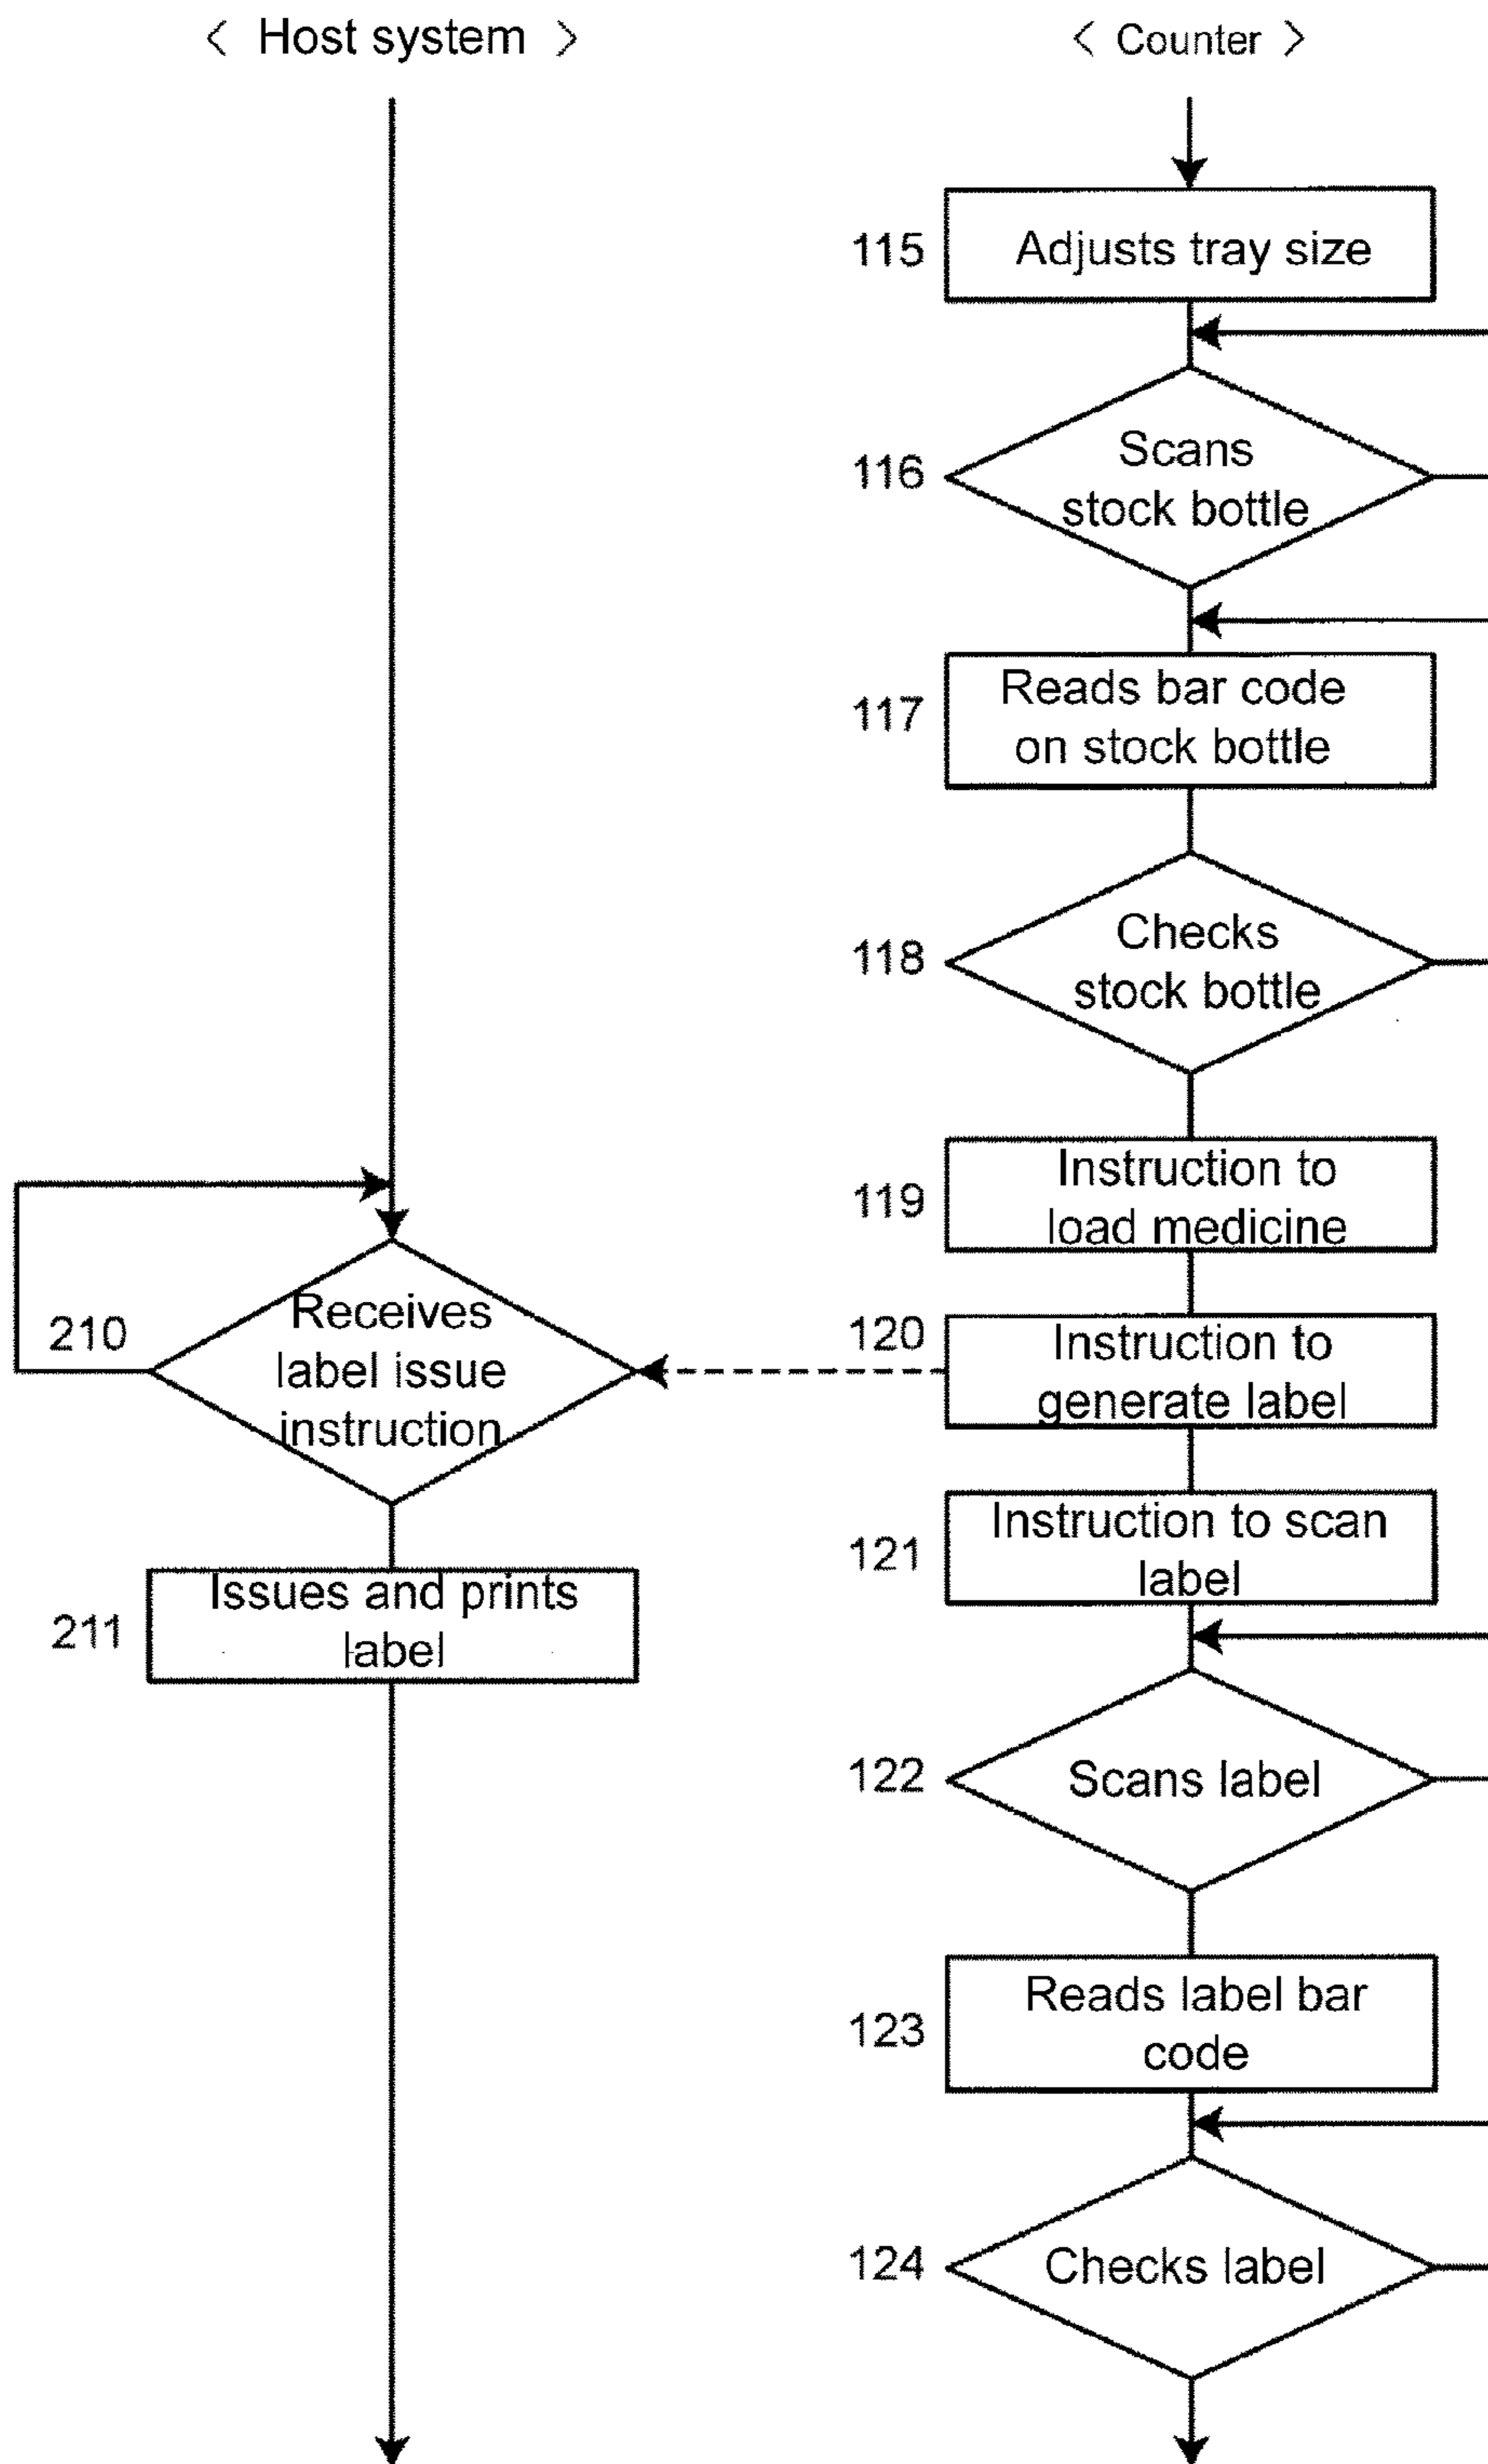 < Host system >
< Counter >
115
Adjusts tray size
116
Scans
stock bottle
117
Reads bar code
on stock bottle
118
Checks
stock bottle
119
Instruction to
load medicine
210
Receives
label issue
instruction
120
Instruction to
generate label
121
Instruction to scan
label
211
Issues and prints
label
122
Scans label
123
Reads label bar
code
124
Checks label